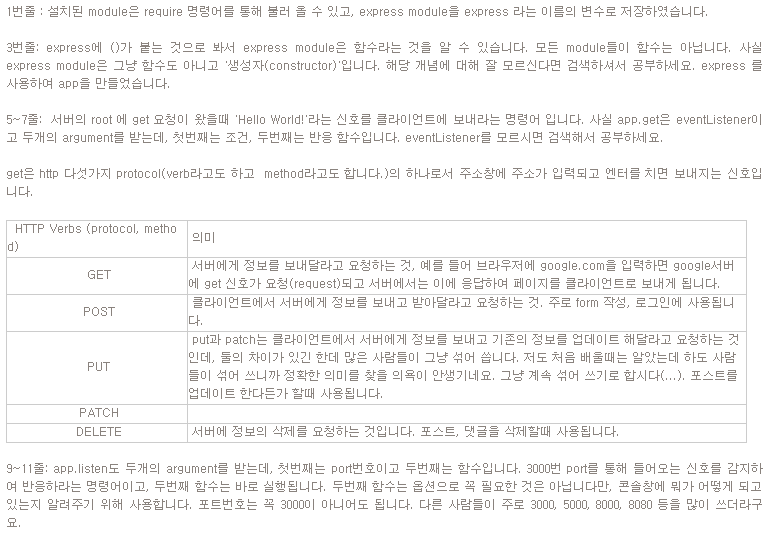 1번줄 : 설치된 module은 require 명령어를 통해 불러 올 수 있고, express module을 express 라는 이름의 변수로 저장하였습니다.
3번줄: express에 ()가 붙는 것으로 봐서 express module은 함수라는 것을 알 수 있습니다. 모든 module들이 함수는 아닙니다. 사실
express module은 그냥 함수도 아니고 '생성자(constructor)'입니다. 해당 개념에 대해 잘 모르신다면 검색하셔서 공부하세요. express 를
사용하여 app을 만들었습니다.
5~7줄: 서버의 root 에 get 요청이 왔을때 'Hello World!'라는 신호를 클라이언트에 보내라는 명령어 입니다. 사실 app.get은 eventListener이
고 두개의 argument를 받는데, 첫번째는 조건, 두번째는 반응 함수입니다. eventListener를 모르시면 검색해서 공부하세요.
get은 http 다섯가지 protocol(verb라고도 하고 method라고도 합니다.)의 하나로서 주소창에 주소가 입력되고 엔터를 치면 보내지는 신호입
니다.
HTTP Verbs (protocol, metho
d)
의미
GET
서버에게 정보를 보내달라고 요청하는 것, 예를 들어 브라우저에 google.com을 입력하면 google서버
에 get 신호가 요청(request)되고 서버에서는 이에 응답하여 페이지를 클라이언트로 보내게 됩니다.
POST
클라이언트에서 서버에게 정보를 보내고 받아달라고 요청하는 것. 주로 form 작성, 로그인에 사용됩니
다.
PUT
put과 patch는 클라이언트에서 서버에게 정보를 보내고 기존의 정보를 업데이트 해달라고 요청하는 것
인데, 둘의 차이가 있긴 한데 많은 사람들이 그냥 섞어 씁니다. 저도 처음 배울때는 알았는데 하도 사람
들이 섞어 쓰니까 정확한 의미를 찾을 의욕이 안생기네요. 그냥 계속 섞어 쓰기로 합시다(...). 포스트를
업데이트 한다든가 할때 사용됩니다.
PATCH
DELETE
서버에 정보의 삭제를 요청하는 것입니다. 포스트, 댓글을 삭제할때 사용됩니다.
9~11줄: app.listen도 두개의 argument를 받는데, 첫번째는 port번호이고 두번째는 함수입니다. 3000번 port를 통해 들어오는 신호를 감지하
여 반응하라는 명령어이고, 두번째 함수는 바로 실행됩니다. 두번째 함수는 옵션으로 꼭 필요한 것은 아닙니다만, 콘솔창에 뭐가 어떻게 되고
있는지 알려주기 위해 사용합니다. 포트번호는 꼭 3000이 아니어도 됩니다. 다른 사람들이 주로 3000, 5000, 8000, 8080 등을 많이 쓰더라구
요.